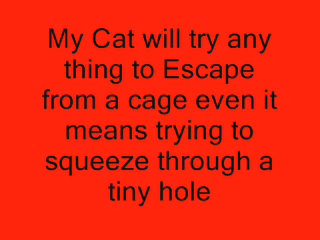 My Cat will try any
thing to Escape
from a cage even it
means trying to
squeeze through a
tiny hole